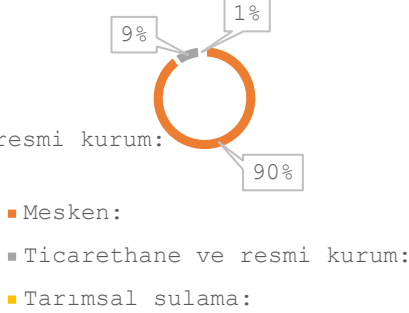 1%
9%
resmi kurum:
90%
Mesken:
Ticarethane ve resmi kurum:
Tarımsal sulama: